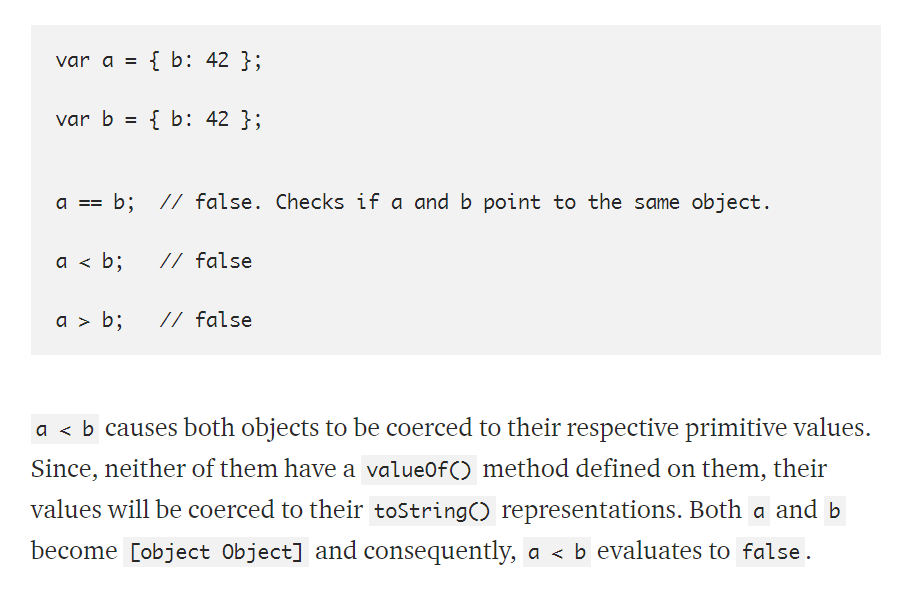 var a = { b: 42 };
var b = { b: 42 };
a == b;  // false. Checks if a and b point to the same object.
a < b;   // false
a > b;   // false
a < b causes both objects to be coerced to their respective primitive values.
Since, neither of them have a valueOf() method defined on them, their
values will be coerced to their toString() representations. Both a and b
become [object Object] and consequently, a < b evaluates to false.